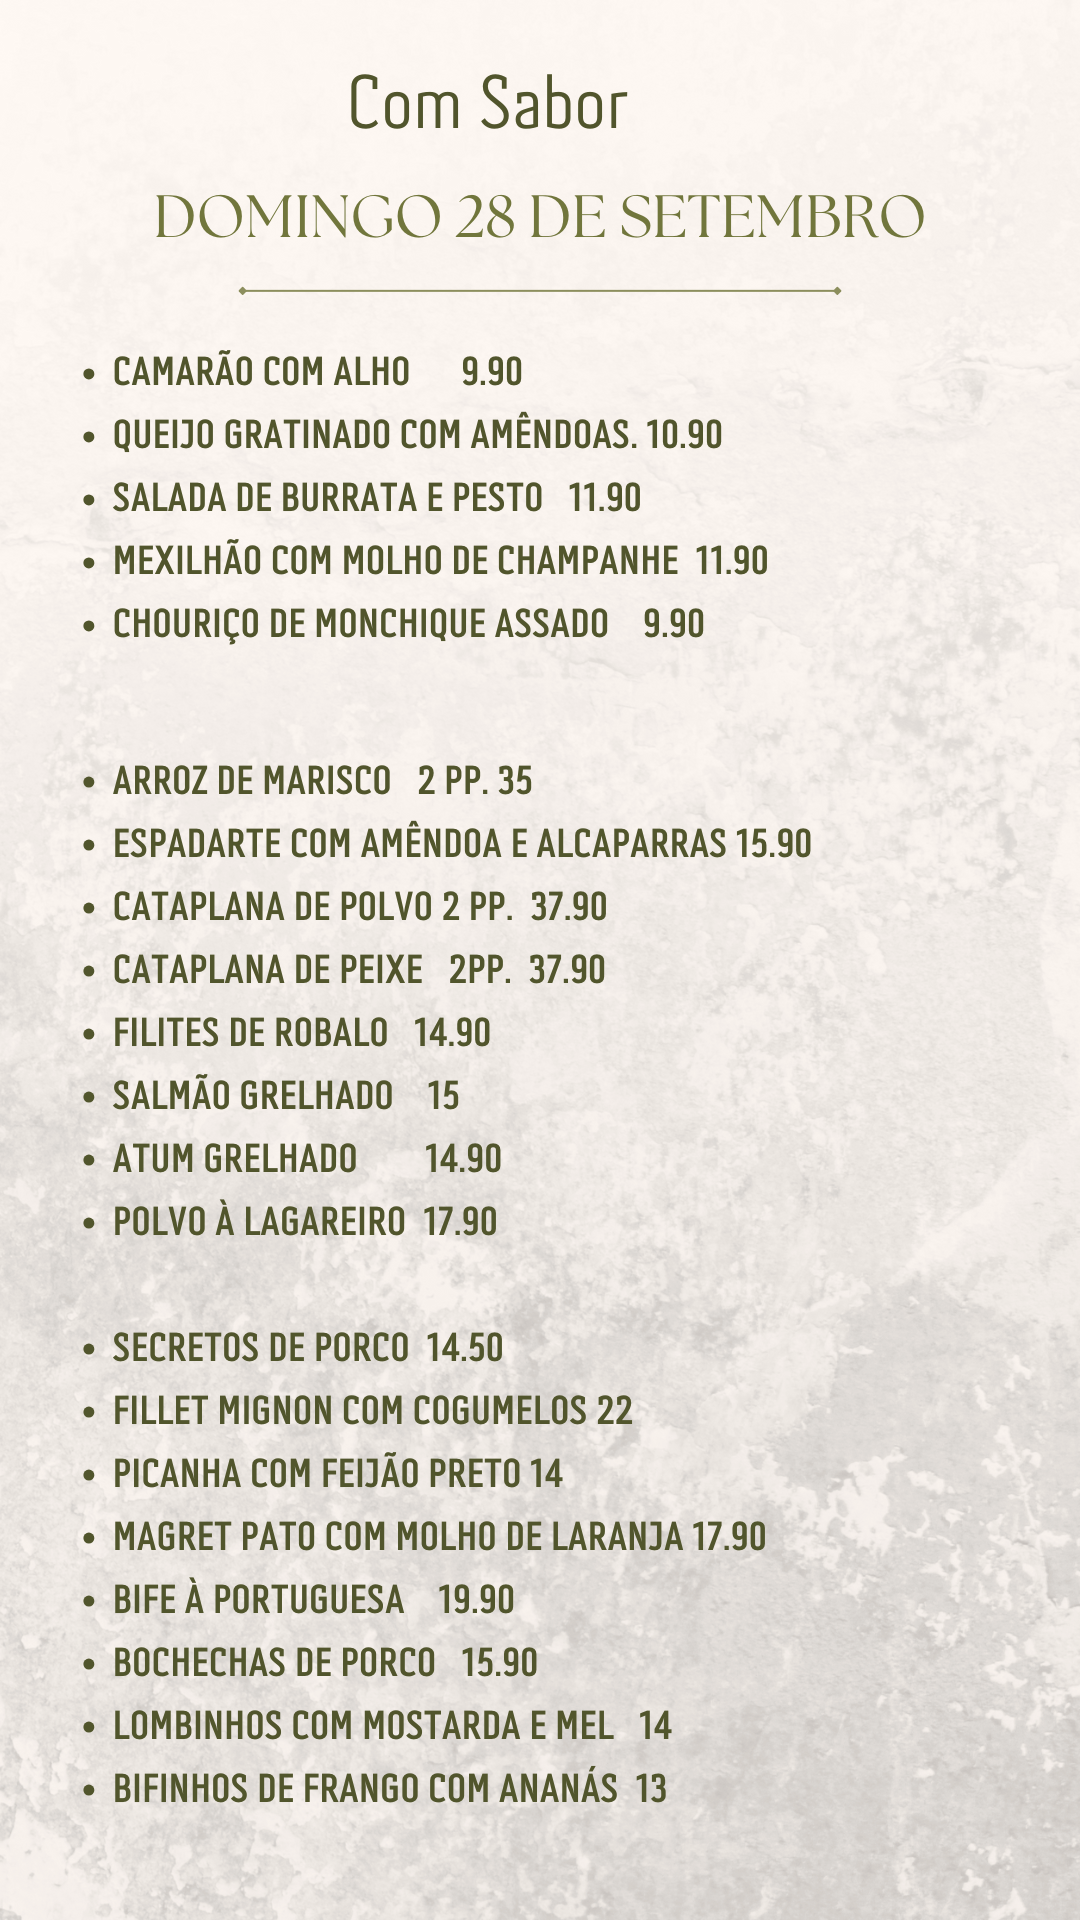 Com Sabor
DOMINGO 28 DE SETEMBRO
• CAMARÃO COM ALHO 9.90
• QUEIJO GRATINADO COM AMÊNDOAS. 10.90
• SALADA DE BURRATA E PESTO 11.90
• MEXILHÃO COM MOLHO DE CHAMPANHE 11.90
• CHOURIÇO DE MONCHIQUE ASSADO 9.90
• ARROZ DE MARISCO 2 PP. 35
• ESPADARTE COM AMÊNDOA E ALCAPARRAS 15.90
• CATAPLANA DE POLVO 2 PP. 37.90
• CATAPLANA DE PEIXE 2PP. 37.90
• FILITES DE ROBALO 14.90
• SALMÃO GRELHADO 15
• ATUM GRELHADO 14.90
• POLVO À LAGAREIRO 17.90
• SECRETOS DE PORCO 14.50
• FILLET MIGNON COM COGUMELOS 22
• PICANHA COM FEIJÃO PRETO 14
• MAGRET PATO COM MOLHO DE LARANJA 17.90
• BIFE À PORTUGUESA 19.90
• BOCHECHAS DE PORCO 15.90
• LOMBINHOS COM MOSTARDA E MEL 14
• BIFINHOS DE FRANGO COM ANANÁS 13